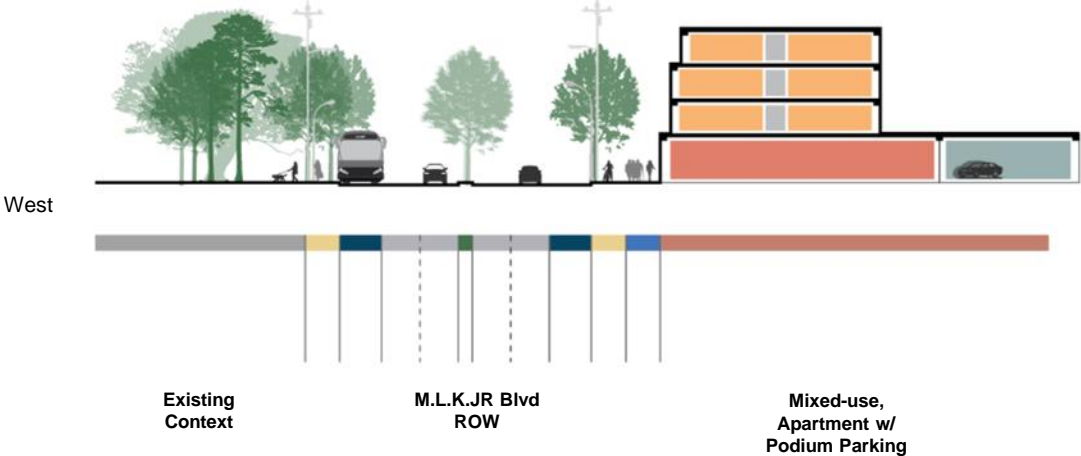 West
Existing
Context
M.L.K.JR Blvd
ROW
Mixed-use,
Apartment w/
Podium Parking